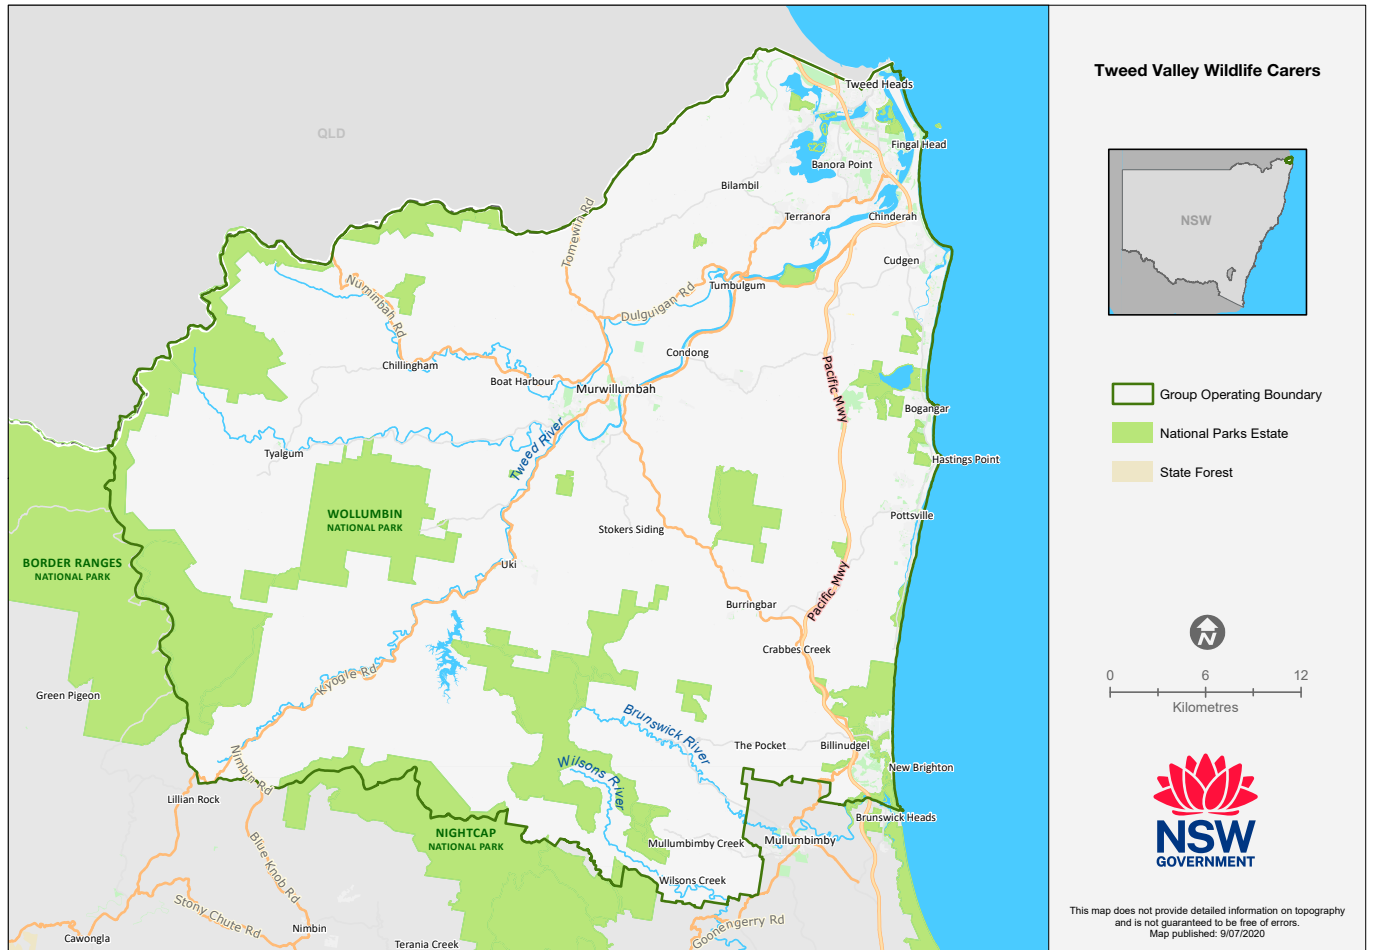 Tweed Valley Wildlife Carers
QLD
Tweed Heads
Fingal Head
Banora Point
Bilambil
Terranora
Chinderah
Tomewin Rd
Cudgen
Numinbah Rd
Tumbulgum
Dulguigan Rd
Condong
Chillingham
Boat Harbour
Murwillumbah
Pacific Mwy
Bogangar
Tweed River
Tyalgum
Hastings Point
WOLLUMBIN
NATIONAL PARK
Pottsville
Stokers Siding
BORDER RANGES
NATIONAL PARK
Uki
Pacific Mwy
Burringbar
Crabbes Creek
Kyogle Rd
Green Pigeon
Brunswick River
The Pocket
Billinudgel
Wilsons River
New Brighton
Nimbin Rd
Lillian Rock
Brunswick Heads
NIGHTCAP
NATIONAL PARK
Mullumbimby Creek
Mullumbimby
Blue Knob Rd
Wilsons Creek
Stony Chute Rd
Nimbin
Goonengerry Rd
Cawongla
Terania Creek
NSW
Group Operating Boundary
National Parks Estate
State Forest
N
0 6 12
Kilometres
NSW
GOVERNMENT
This map does not provide detailed information on topography
and is not guaranteed to be free of errors.
Map published: 9/07/2020